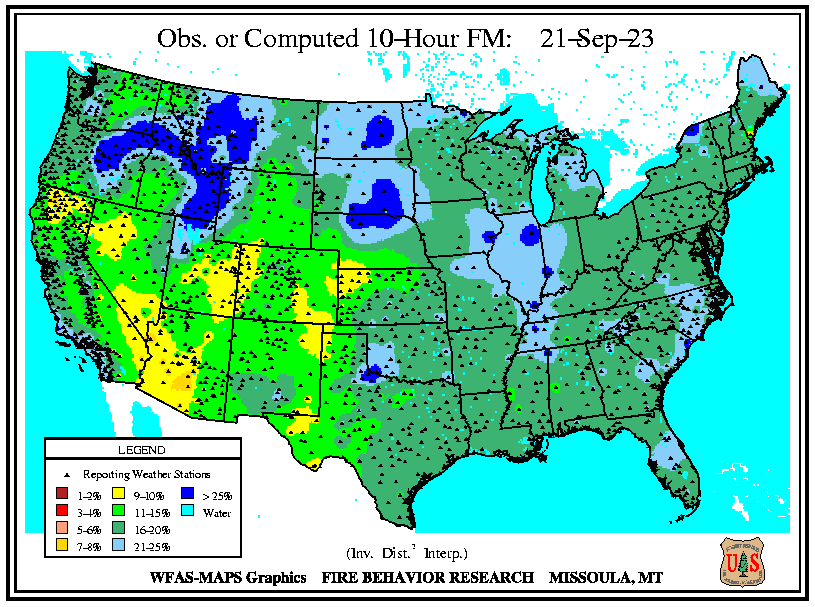 Obs. or Computed 10-Hour FM: 21-Sep-23
LEGEND
Reporting Weather Stations
1-2% 9-10% > 25%
3-4% 11-15% Water
5-6% 16-20%
7-8% 21-25%
(Inv. Dist.² Interp.)
WFAS-MAPS Graphics FIRE BEHAVIOR RESEARCH MISSOULA, MT
U S